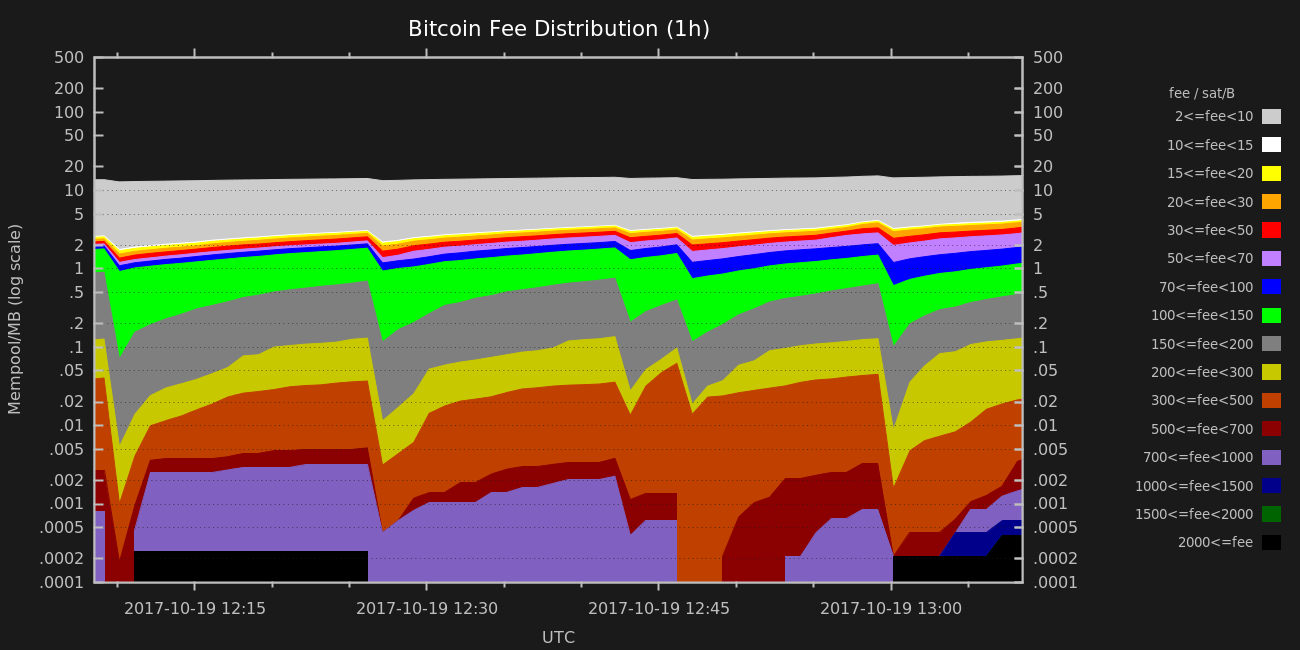 Bitcoin Fee Distribution (1h)
Mempool/MB (log scale)
500
200
100
50
20
10
5
2
1
.5
.2
.1
.05
.02
.01
.005
.002
.001
.0005
.0002
.0001
500
200
100
50
20
10
5
2
1
.5
.2
.1
.05
.02
.01
.005
.002
.001
.0005
.0002
.0001
2017-10-19 12:15 2017-10-19 12:30 2017-10-19 12:45 2017-10-19 13:00
UTC
fee / sat/B
2<=fee<10
10<=fee<15
15<=fee<20
20<=fee<30
30<=fee<50
50<=fee<70
70<=fee<100
100<=fee<150
150<=fee<200
200<=fee<300
300<=fee<500
500<=fee<700
700<=fee<1000
1000<=fee<1500
1500<=fee<2000
2000<=fee